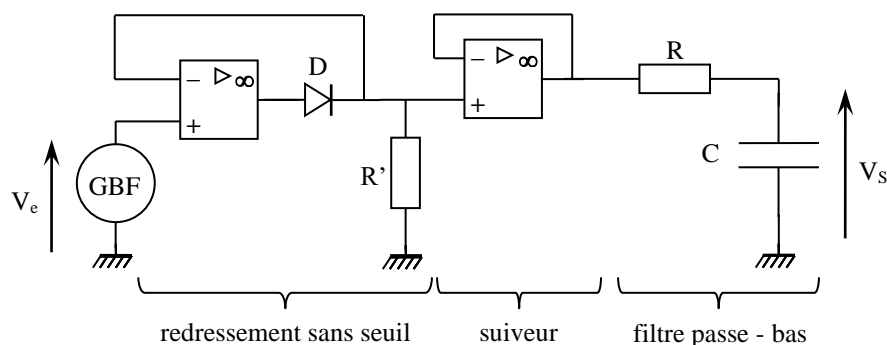 D
R
− ▷ ∞
− ▷ ∞
+
+
GBF
V_e
R’
C
V_S
redressement sans seuil
suiveur
filtre passe - bas